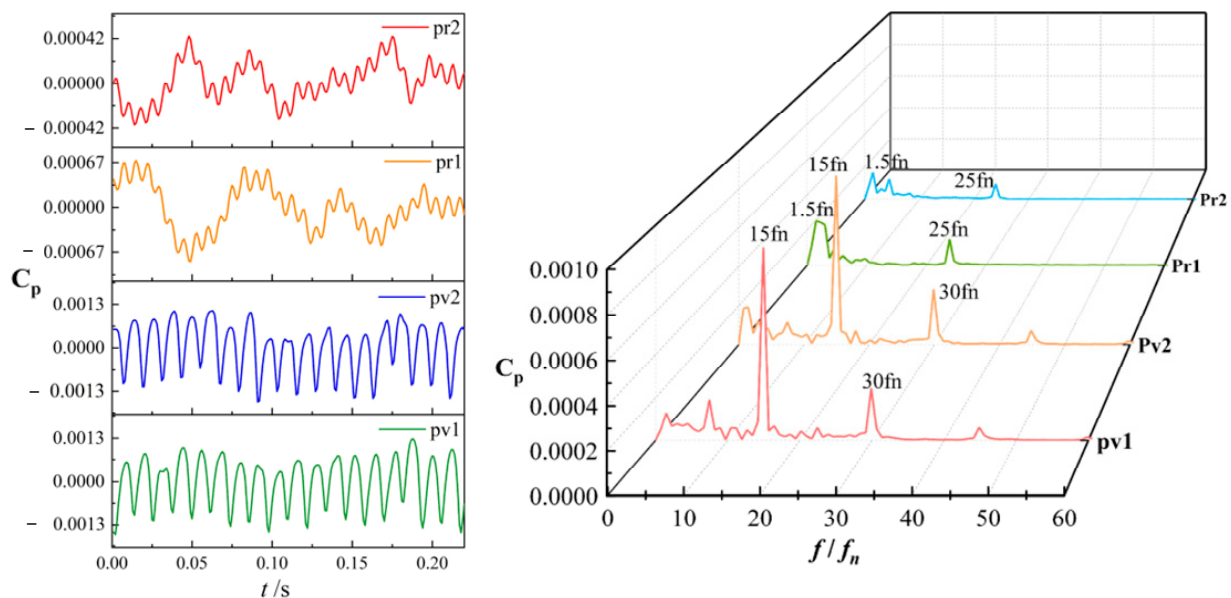 pr2
0.00042
0.00000
– 0.00042
pr1
0.00067
0.00000
– 0.00067
Cp
pv2
0.0013
0.0000
– 0.0013
pv1
0.0013
0.0000
– 0.0013
0.00 0.05 0.10 0.15 0.20
t /s
15fn 1.5fn 25fn Pr2
15fn 1.5fn 25fn Pr1
30fn Pv2
30fn pv1
0.0010
0.0008
0.0006
Cp
0.0004
0.0002
0.0000
0 10 20 30 40 50 60
f / fn